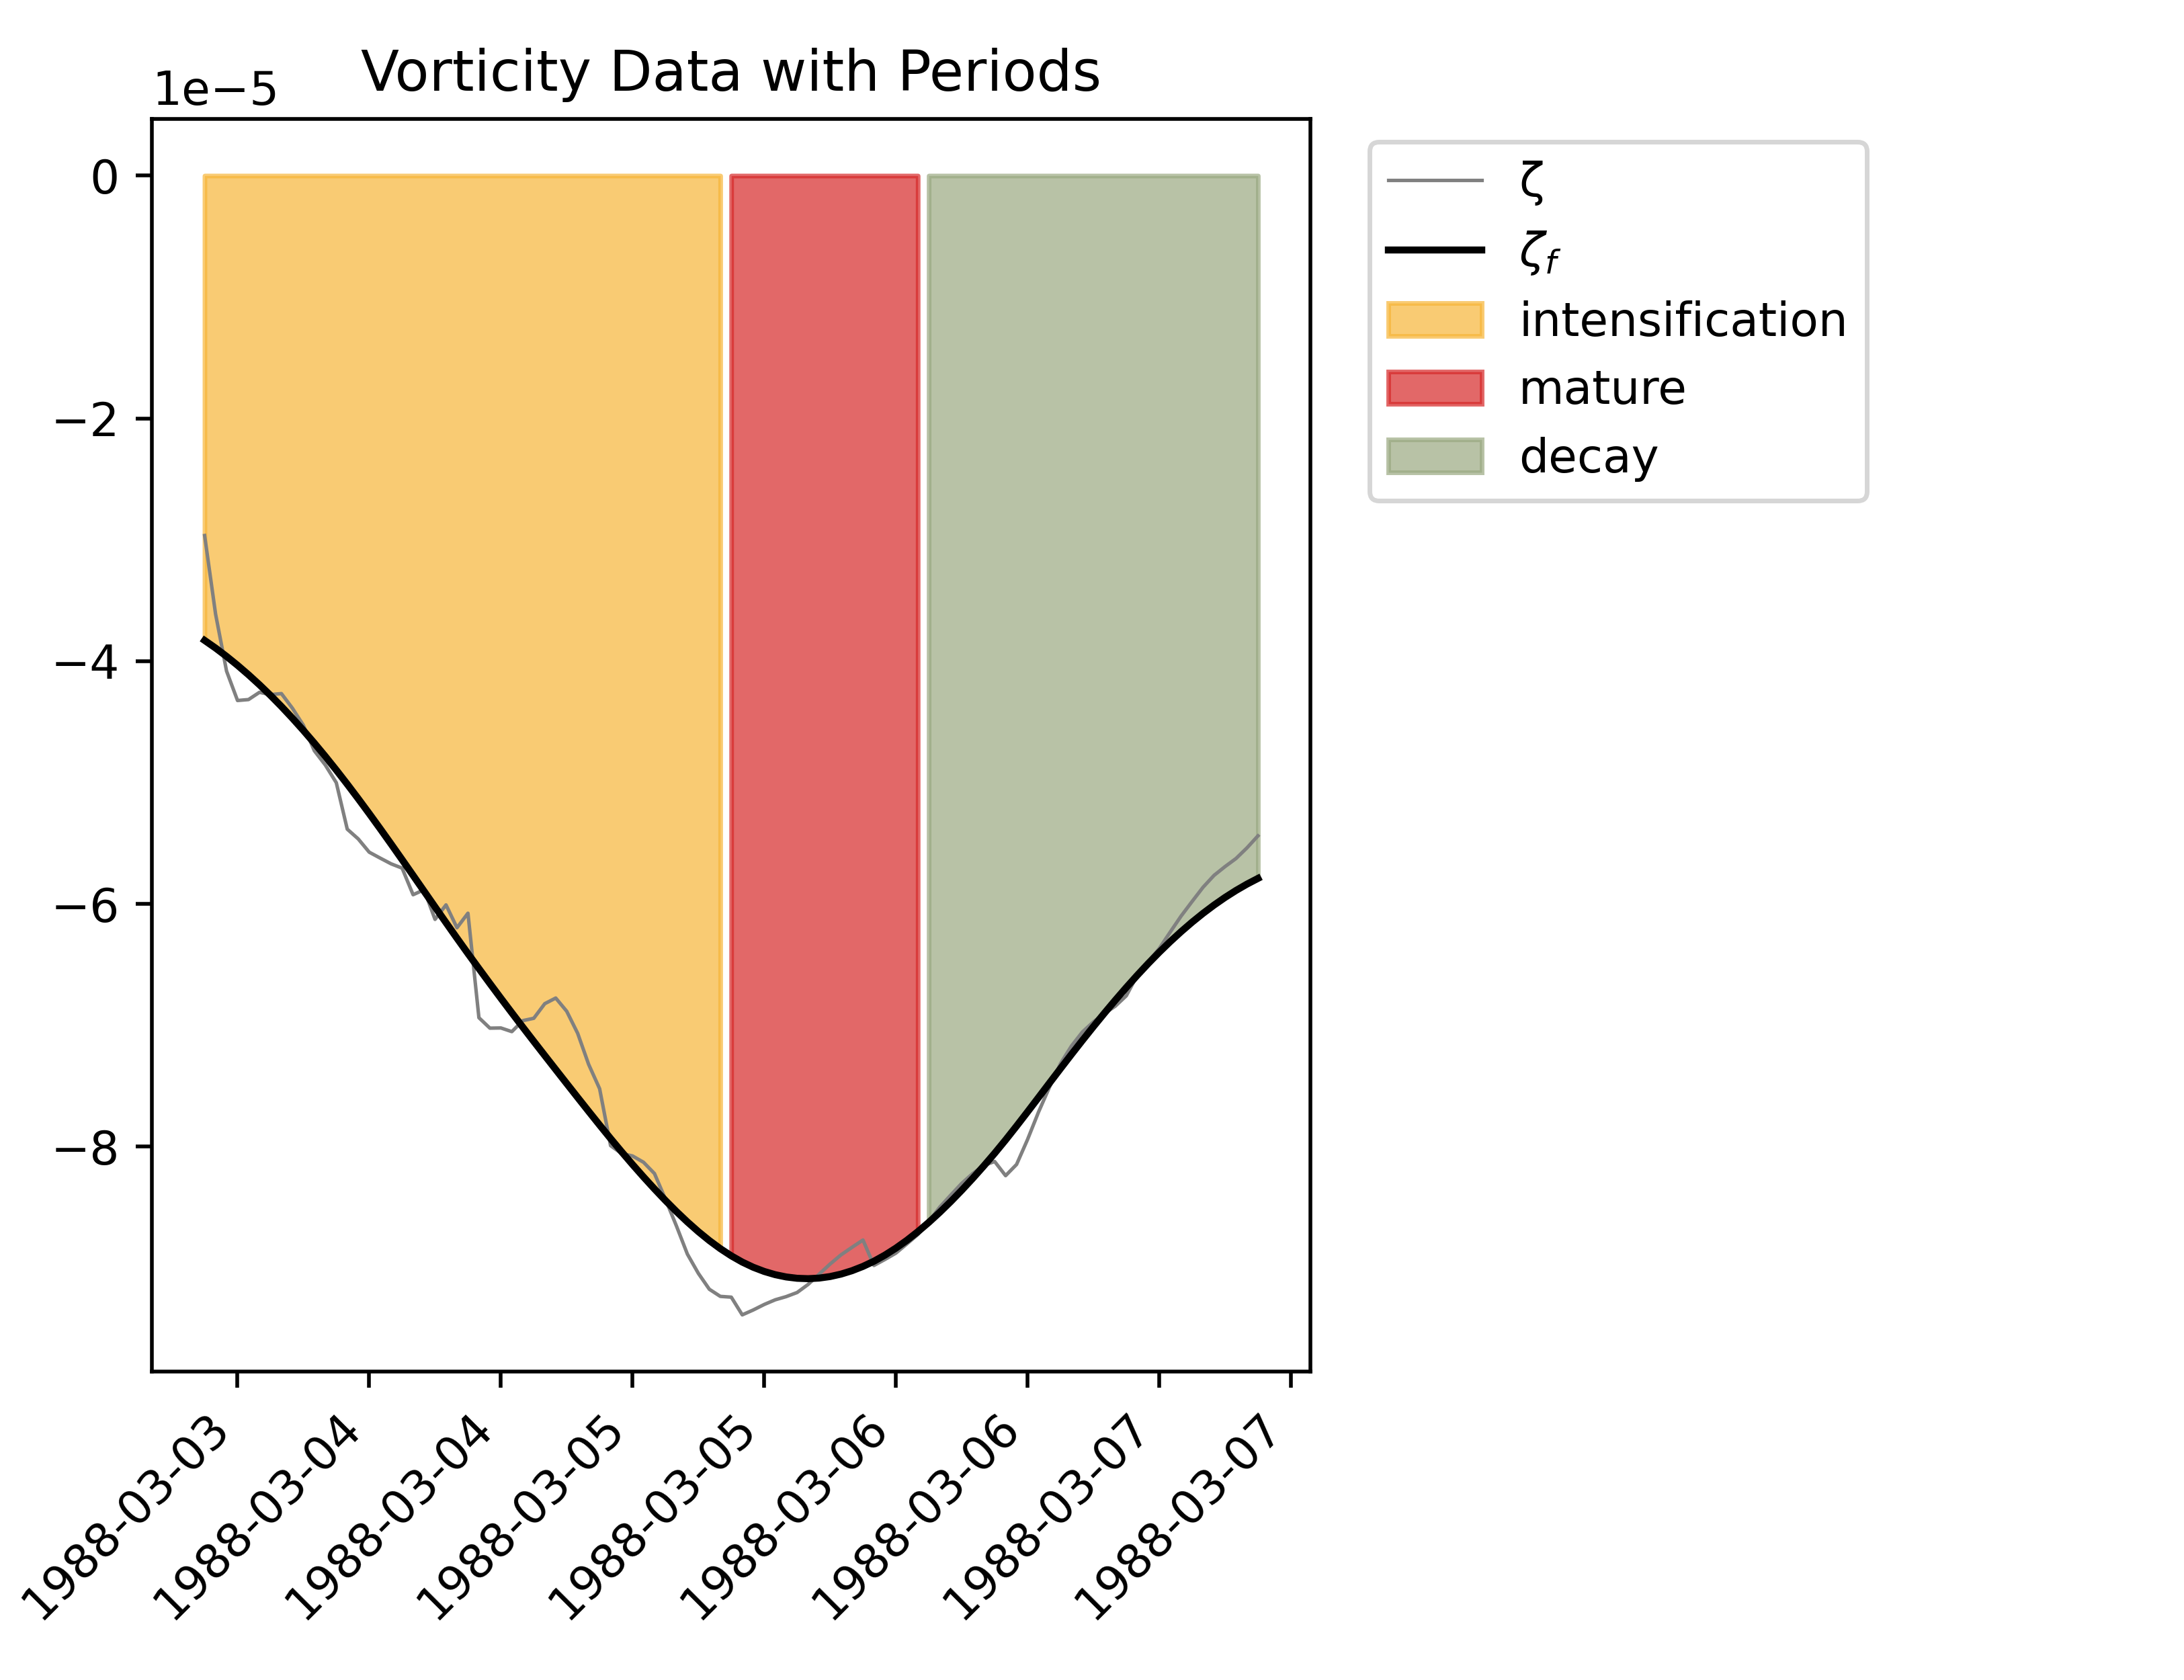 Vorticity Data with Periods
1e−5
0
−2
−4
−6
−8
1988-03-03
1988-03-04
1988-03-04
1988-03-05
1988-03-05
1988-03-06
1988-03-06
1988-03-07
1988-03-07
ζ
ζf
intensification
mature
decay